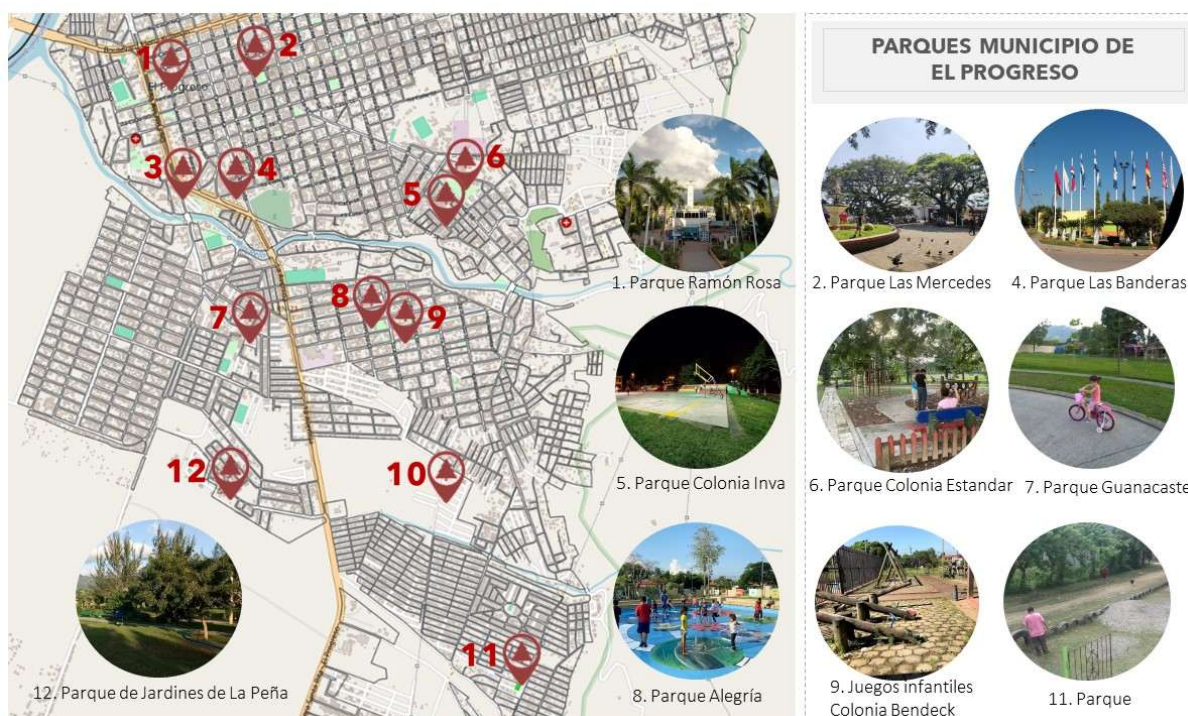 PARQUES MUNICIPIO DE
EL PROGRESO
1
2
3
4
5
6
7
8
9
10
11
12
El Progreso
1. Parque Ramón Rosa
2. Parque Las Mercedes
4. Parque Las Banderas
5. Parque Colonia Inva
6. Parque Colonia Estandar
7. Parque Guanacaste
12. Parque de Jardines de La Peña
8. Parque Alegría
9. Juegos infantiles
Colonia Bendeck
11. Parque